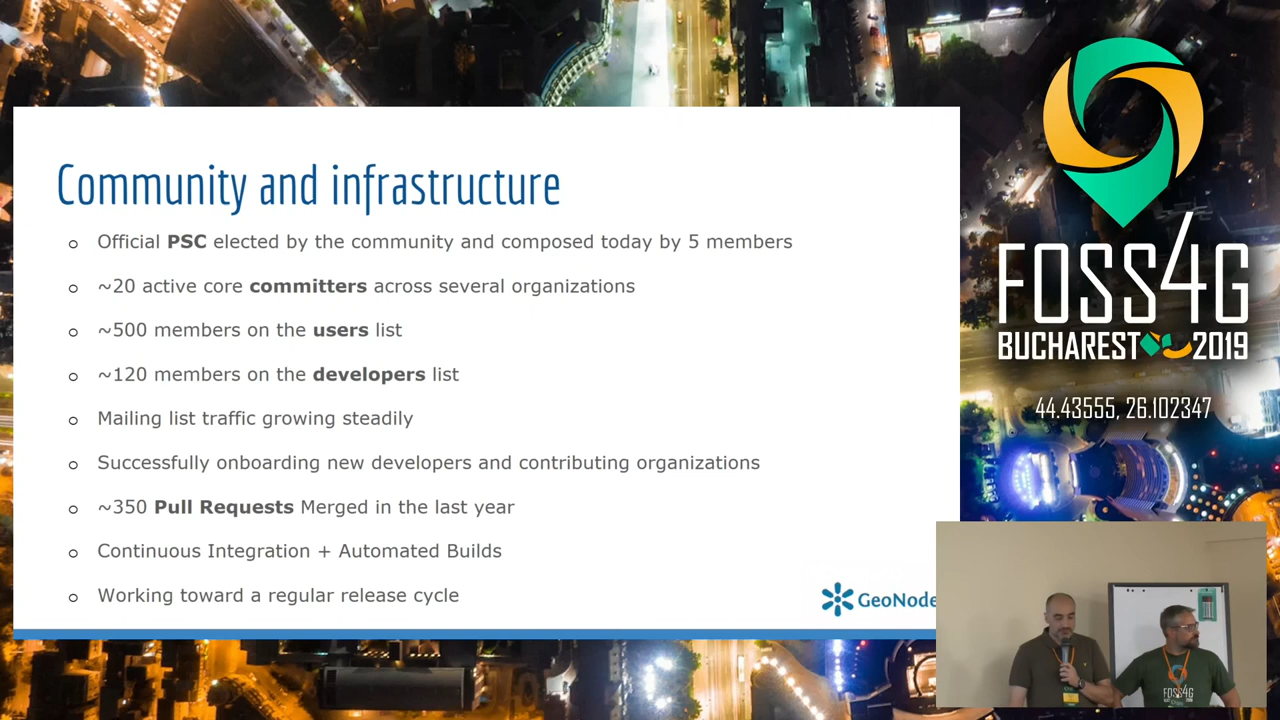 Community and infrastructure
Official PSC elected by the community and composed today by 5 members
~20 active core committers across several organizations
~500 members on the users list
~120 members on the developers list
Mailing list traffic growing steadily
Successfully onboarding new developers and contributing organizations
~350 Pull Requests Merged in the last year
Continuous Integration + Automated Builds
Working toward a regular release cycle
GeoNode
FOSS4G
BUCHAREST 2019
44.43555, 26.102347
FOSS4G